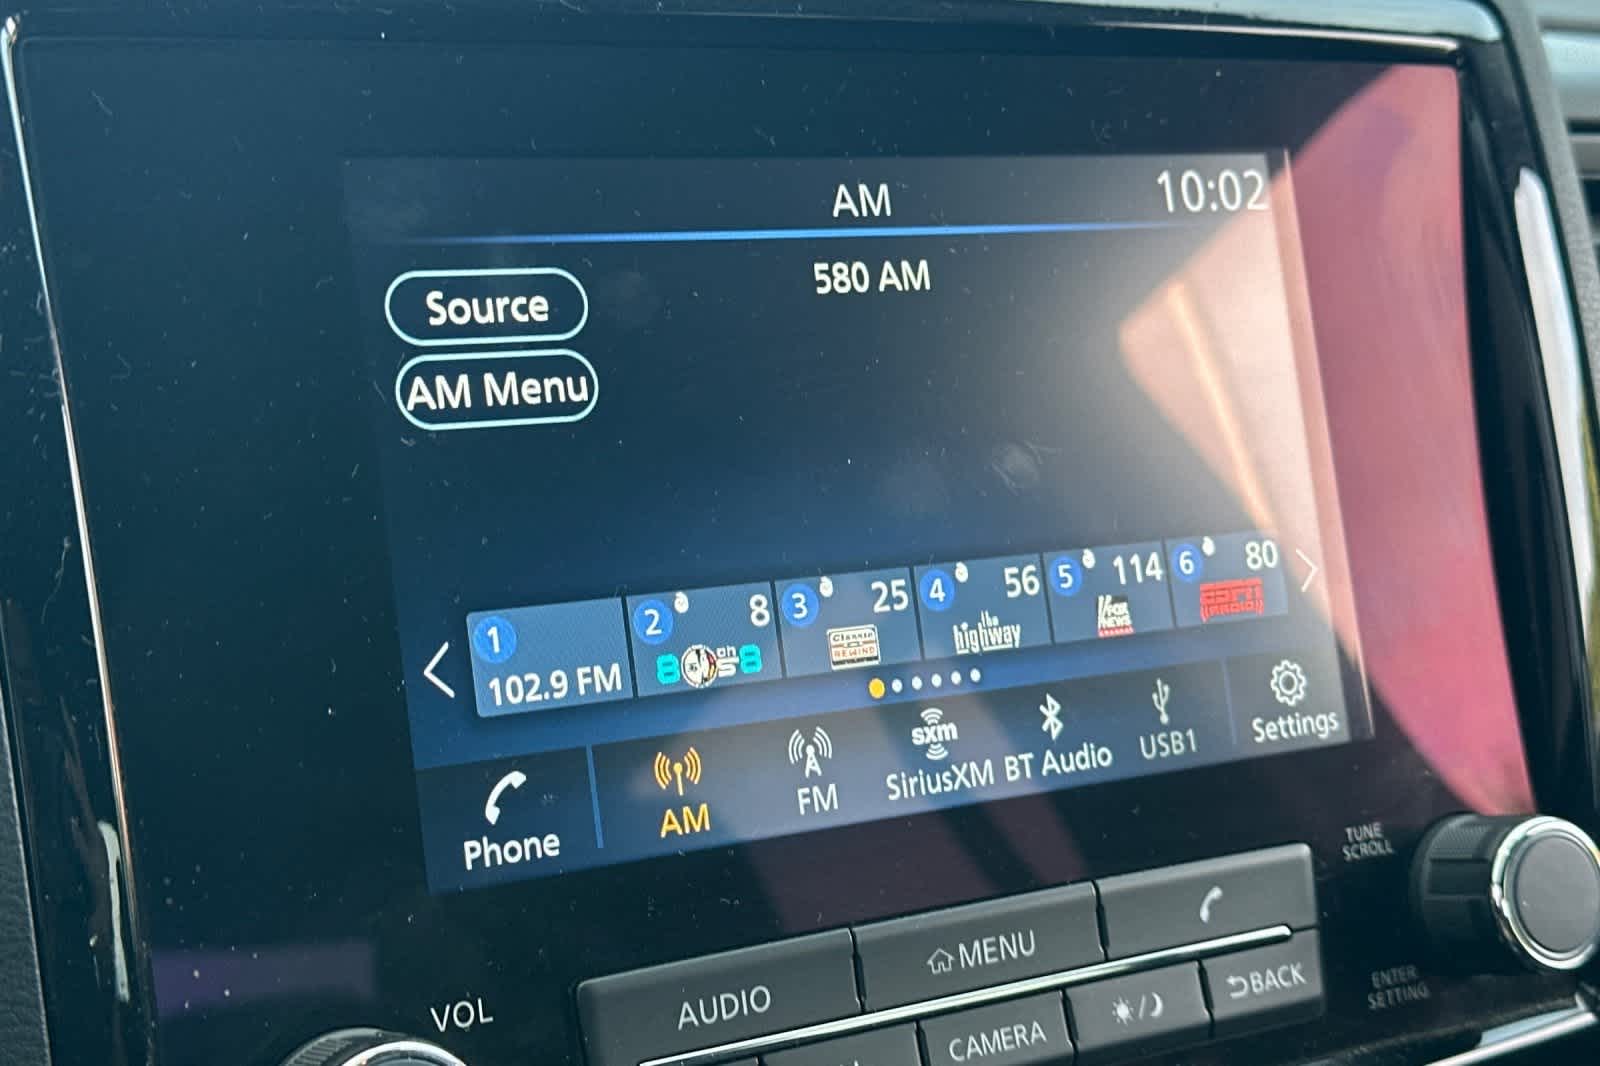 AM
10:02
580 AM
Source
AM Menu
1
102.9 FM
2
8
80s on 8
3
25
Classic
REWIND
4
56
the
highway
5
114
FOX
NEWS
6
80
ESPN
RADIO
Phone
AM
FM
sxm
SiriusXM
BT Audio
USB1
Settings
TUNE
SCROLL
VOL
AUDIO
MENU
BACK
CAMERA
ENTER
SETTING